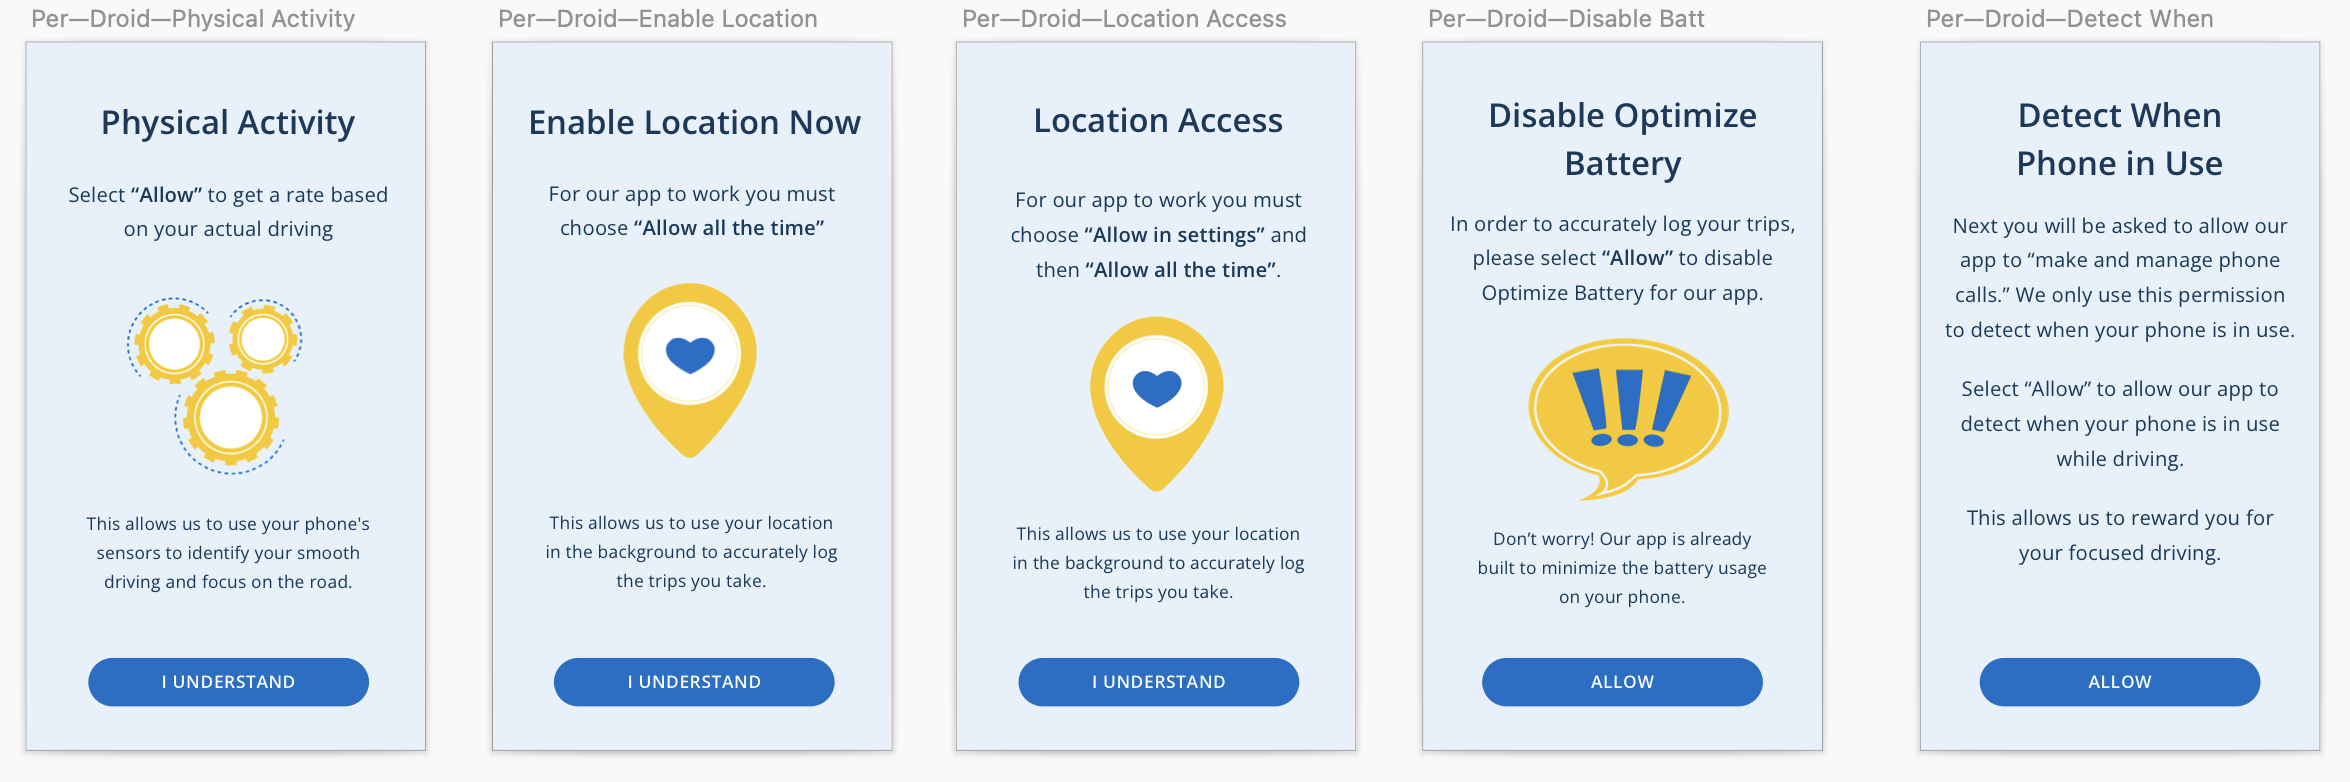 Per—Droid—Physical Activity
Physical Activity
Select “Allow” to get a rate based
on your actual driving
This allows us to use your phone's
sensors to identify your smooth
driving and focus on the road.
I UNDERSTAND
Per—Droid—Enable Location
Enable Location Now
For our app to work you must
choose “Allow all the time”
This allows us to use your location
in the background to accurately log
the trips you take.
I UNDERSTAND
Per—Droid—Location Access
Location Access
For our app to work you must
choose “Allow in settings” and
then “Allow all the time”.
This allows us to use your location
in the background to accurately log
the trips you take.
I UNDERSTAND
Per—Droid—Disable Batt
Disable Optimize
Battery
In order to accurately log your trips,
please select “Allow” to disable
Optimize Battery for our app.
!!!
Don’t worry! Our app is already
built to minimize the battery usage
on your phone.
ALLOW
Per—Droid—Detect When
Detect When
Phone in Use
Next you will be asked to allow our
app to “make and manage phone
calls.” We only use this permission
to detect when your phone is in use.
Select “Allow” to allow our app to
detect when your phone is in use
while driving.
This allows us to reward you for
your focused driving.
ALLOW